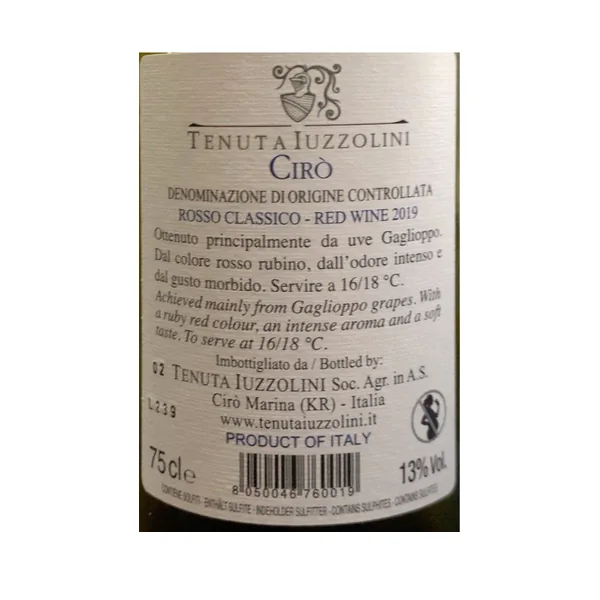 TENUTA IUZZOLINI
CIRÒ
DENOMINAZIONE DI ORIGINE CONTROLLATA
ROSSO CLASSICO - RED WINE 2019
Ottenuto principalmente da uve Gaglioppo.
Dal colore rosso rubino, dall'odore intenso e
dal gusto morbido. Servire a 16/18 °C.
Achieved mainly from Gaglioppo grapes. With
a ruby red colour, an intense aroma and a soft
taste. To serve at 16/18 °C.
Imbottigliato da / Bottled by:
02 TENUTA IUZZOLINI Soc. Agr. in A.S.
Cirò Marina (KR) - Italia
L239
www.tenutaiuzzolini.it
PRODUCT OF ITALY
75 cl e
13% Vol.
8 050046 760019
CONTIENE SOLFITI - ENTHÄLT SULFITE - INDEHOLDER SULFITTER - CONTAINS SULPHITES - CONTAINS SULFITES